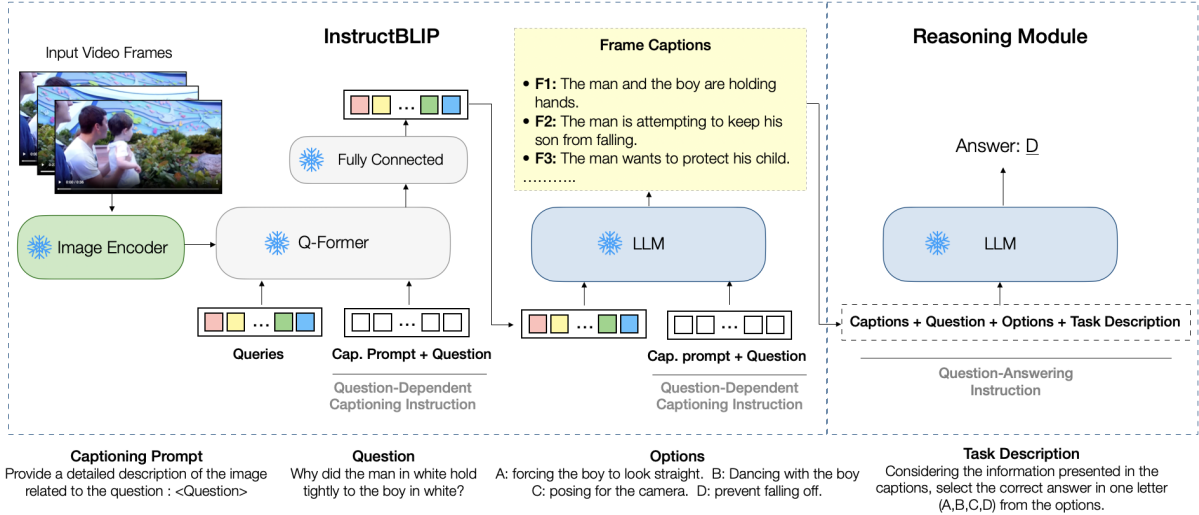 InstructBLIP
Reasoning Module
Input Video Frames
Frame Captions
• F1: The man and the boy are holding
hands.
• F2: The man is attempting to keep his
son from falling.
• F3: The man wants to protect his child.
………..
Fully Connected
Answer: D
Image Encoder
Q-Former
LLM
LLM
...
...
...
...
...
Queries
Cap. Prompt + Question
Question-Dependent
Captioning Instruction
Cap. prompt + Question
Question-Dependent
Captioning Instruction
Captions + Question + Options + Task Description
Question-Answering
Instruction
Captioning Prompt
Provide a detailed description of the image
related to the question : <Question>
Question
Why did the man in white hold
tightly to the boy in white?
Options
A: forcing the boy to look straight. B: Dancing with the boy
C: posing for the camera. D: prevent falling off.
Task Description
Considering the information presented in the
captions, select the correct answer in one letter
(A,B,C,D) from the options.